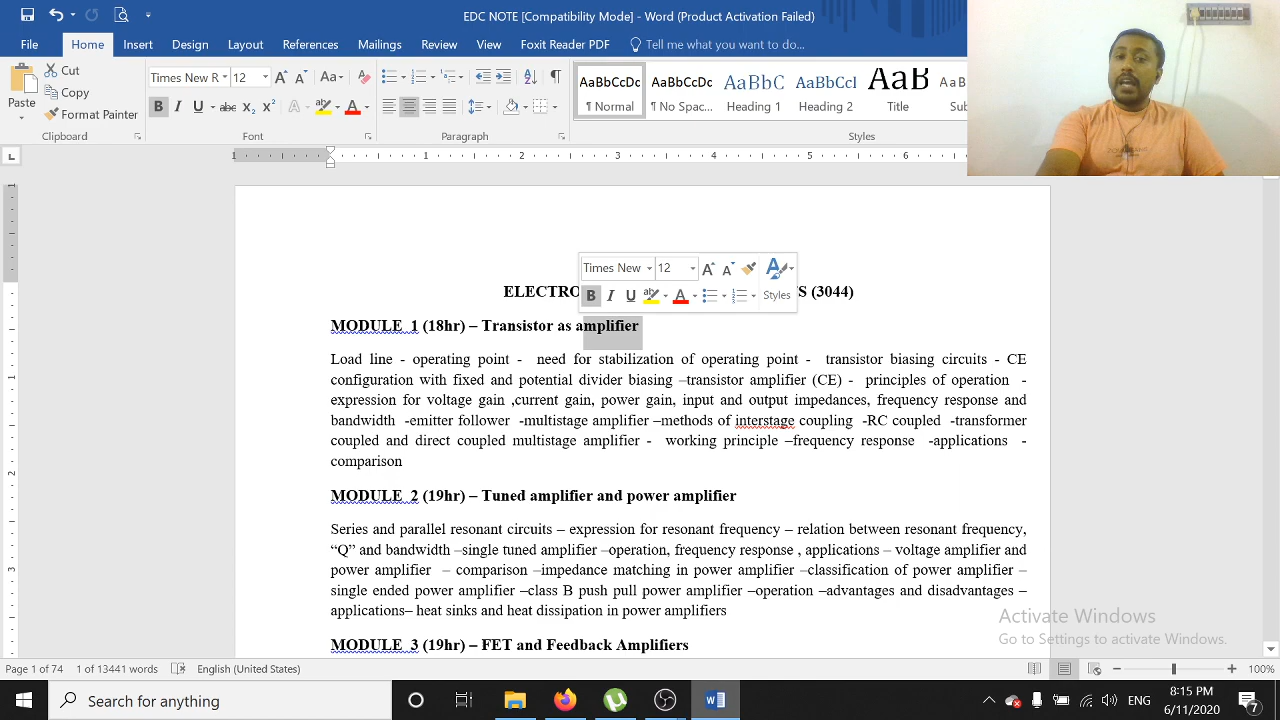 EDC NOTE [Compatibility Mode] - Word (Product Activation Failed)
File Home Insert Design Layout References Mailings Review View Foxit Reader PDF Tell me what you want to do...
Paste
Cut
Copy
Format Painter
Clipboard
Times New R 12
Font
Paragraph
AaBbCcDc AaBbCcDc AaBbC AaBbCcI AaB AaBb
¶ Normal ¶ No Spac... Heading 1 Heading 2 Title Sub
Styles
1 1 2 3 4 5 6
Times New 12
Styles
ELECTRO S (3044)
MODULE 1 (18hr) – Transistor as amplifier
Load line - operating point - need for stabilization of operating point - transistor biasing circuits - CE
configuration with fixed and potential divider biasing –transistor amplifier (CE) - principles of operation -
expression for voltage gain ,current gain, power gain, input and output impedances, frequency response and
bandwidth -emitter follower -multistage amplifier –methods of interstage coupling -RC coupled -transformer
coupled and direct coupled multistage amplifier - working principle –frequency response -applications -
comparison
MODULE 2 (19hr) – Tuned amplifier and power amplifier
Series and parallel resonant circuits – expression for resonant frequency – relation between resonant frequency,
“Q” and bandwidth –single tuned amplifier –operation, frequency response , applications – voltage amplifier and
power amplifier – comparison –impedance matching in power amplifier –classification of power amplifier –
single ended power amplifier –class B push pull power amplifier –operation –advantages and disadvantages –
applications– heat sinks and heat dissipation in power amplifiers
MODULE 3 (19hr) – FET and Feedback Amplifiers
Activate Windows
Go to Settings to activate Windows.
Page 1 of 74 1 of 13441 words English (United States) 100%
Search for anything
ENG
8:15 PM
6/11/2020
7